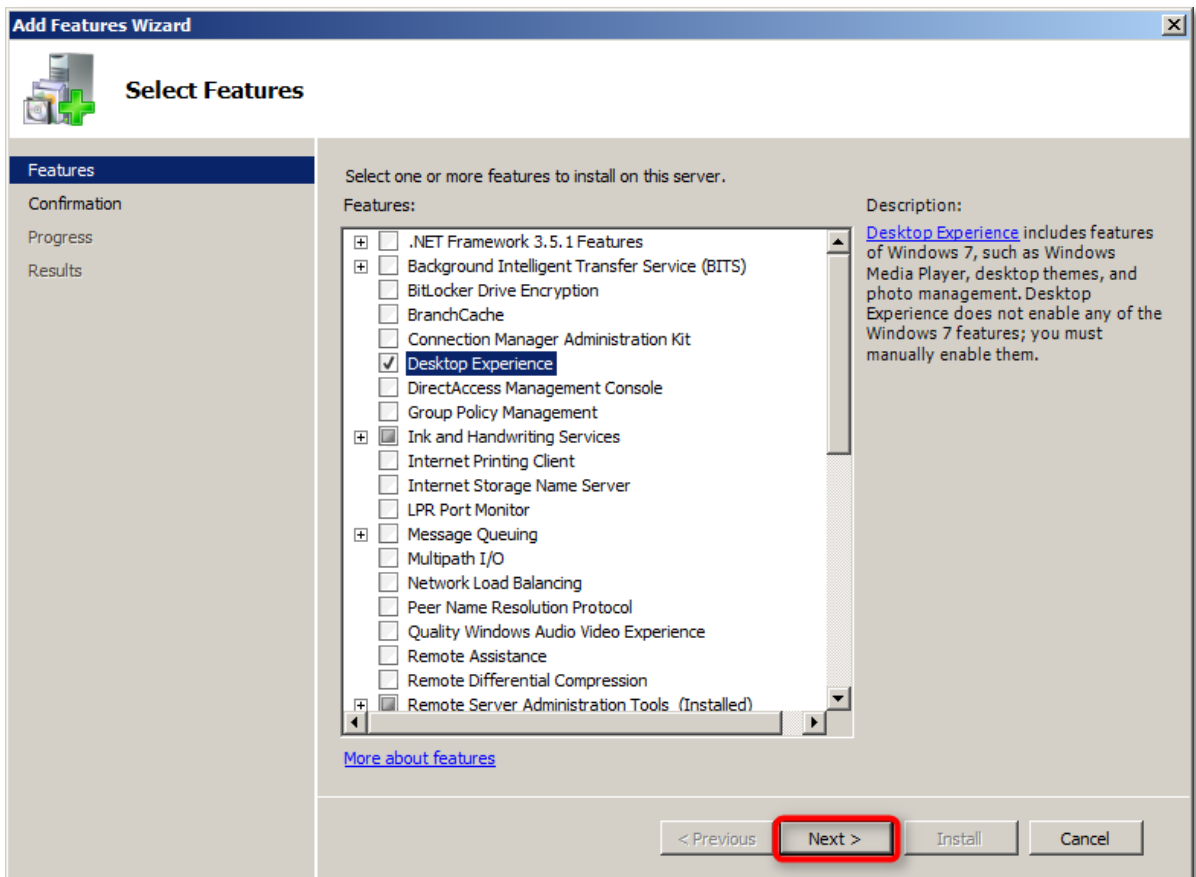 Add Features Wizard
Select Features
Features
Confirmation
Progress
Results
Select one or more features to install on this server.
Features:
.NET Framework 3.5.1 Features
Background Intelligent Transfer Service (BITS)
BitLocker Drive Encryption
BranchCache
Connection Manager Administration Kit
Desktop Experience
DirectAccess Management Console
Group Policy Management
Ink and Handwriting Services
Internet Printing Client
Internet Storage Name Server
LPR Port Monitor
Message Queuing
Multipath I/O
Network Load Balancing
Peer Name Resolution Protocol
Quality Windows Audio Video Experience
Remote Assistance
Remote Differential Compression
Remote Server Administration Tools (Installed)
More about features
Description:
Desktop Experience includes features
of Windows 7, such as Windows
Media Player, desktop themes, and
photo management. Desktop
Experience does not enable any of the
Windows 7 features; you must
manually enable them.
< Previous
Next >
Install
Cancel